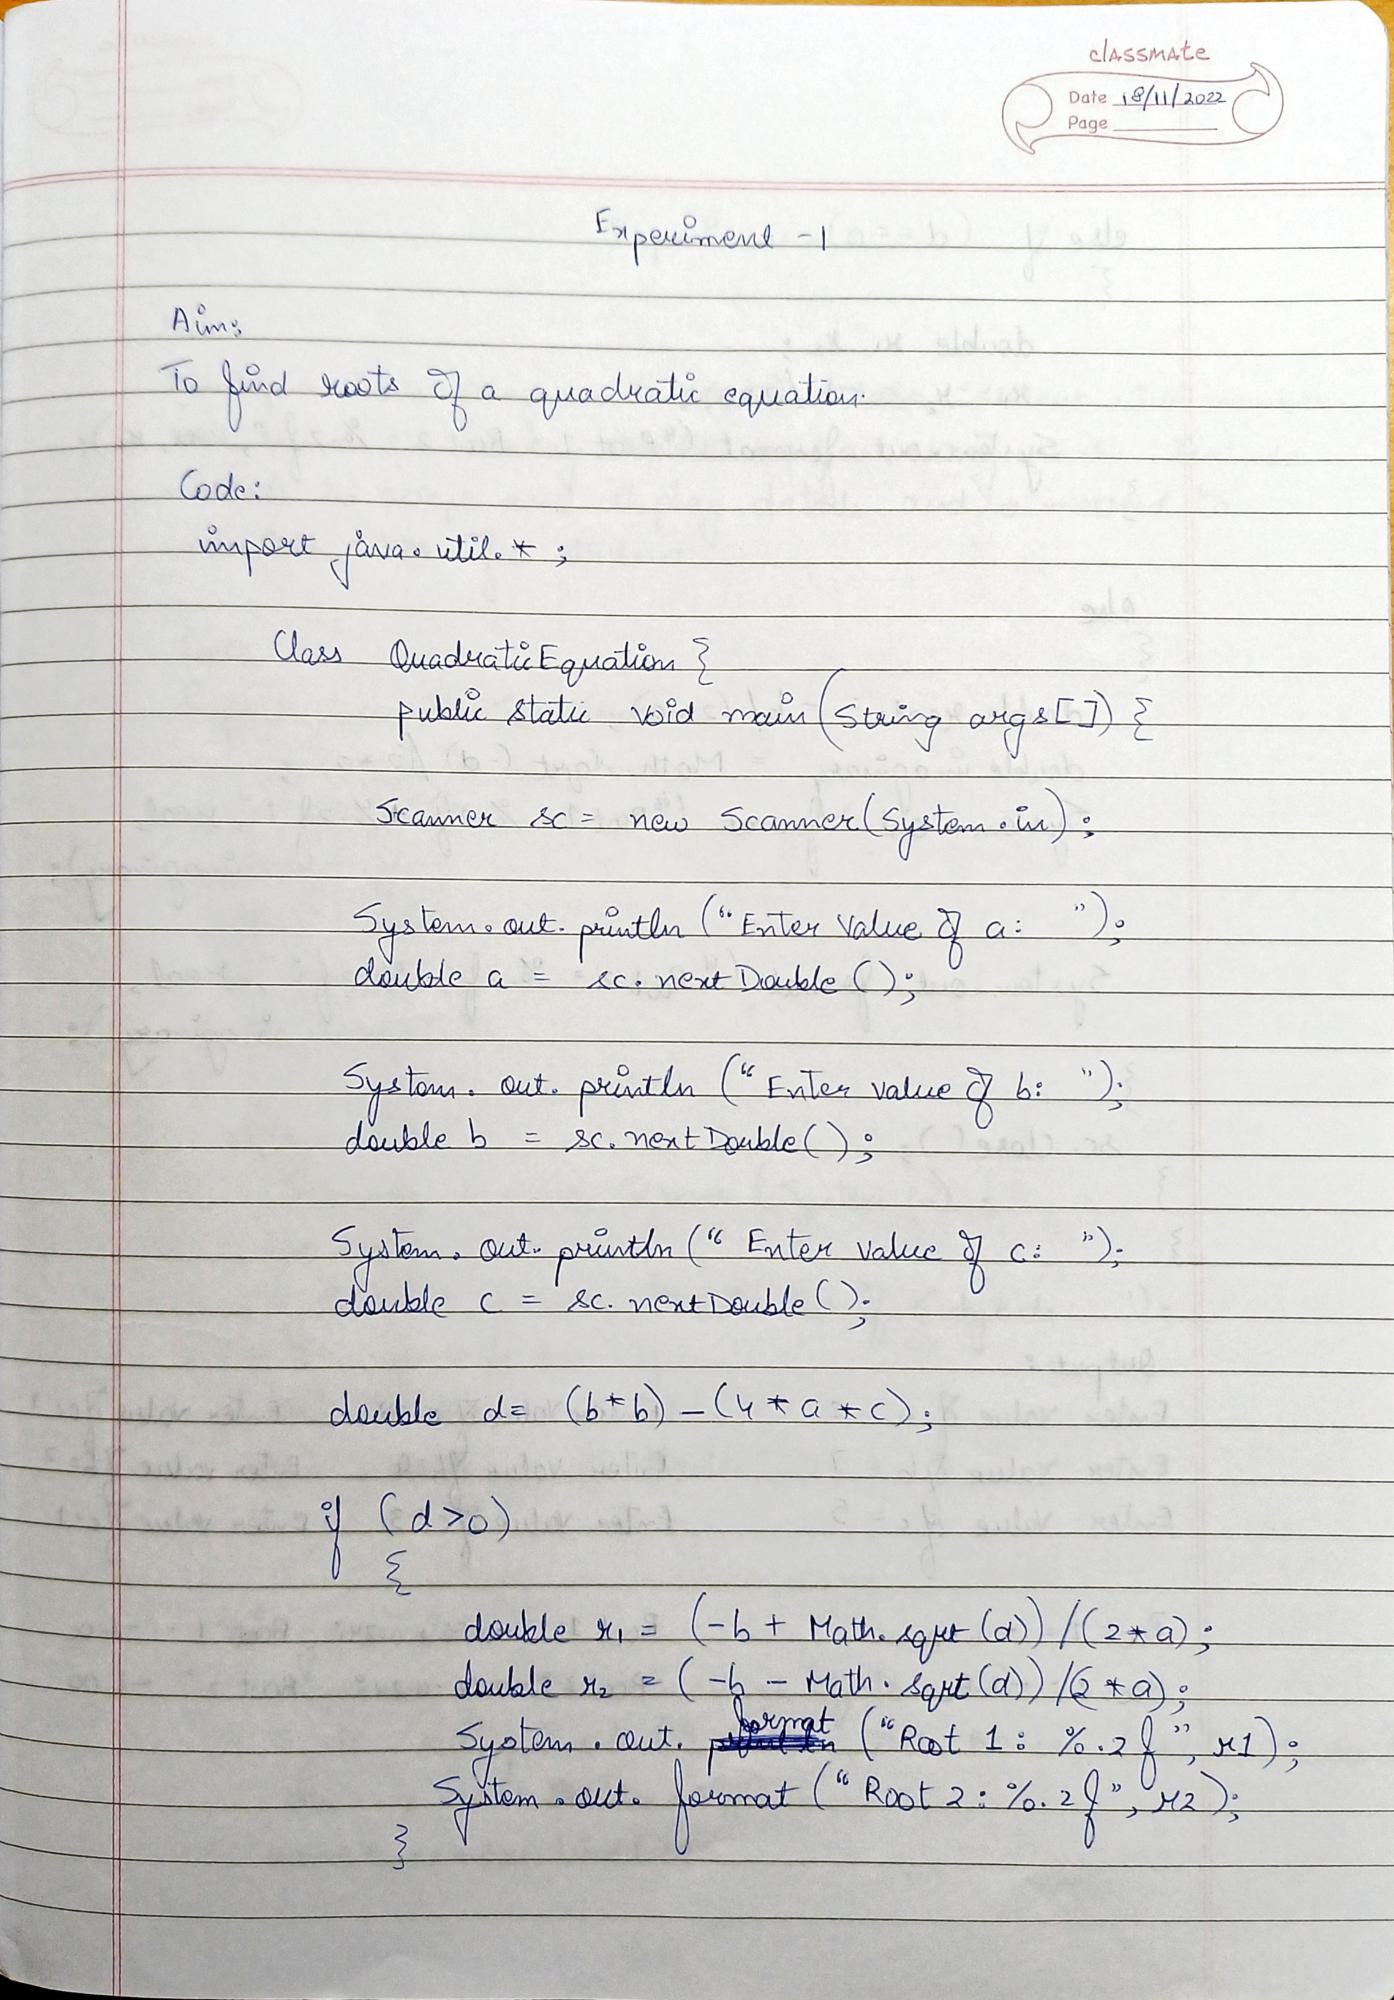 classmate
Date 18/11/2022
Page
Experiment -1
Aim:
To find roots of a quadratic equation.
Code:
import java.util.*;
Class QuadraticEquation {
public static void main(String args[]) {
Scanner sc = new Scanner(System.in);
System.out.println ("Enter value of a: ");
double a = sc.nextDouble ();
System.out.println ("Enter value of b: ");
double b = sc.nextDouble();
System.out.println (" Enter value of c: ");
double c = sc.nextDouble ();
double d= (b*b) - (4 * a * c);
if (d>0)
{
double r1 = (-b + Math.sqrt (d)) / (2*a);
double r2 = (-b - Math.sqrt (d)) /(2*a);
System.out.format ("Root 1: %.2f", r1);
System.out.format ("Root 2: %.2f", r2);
}